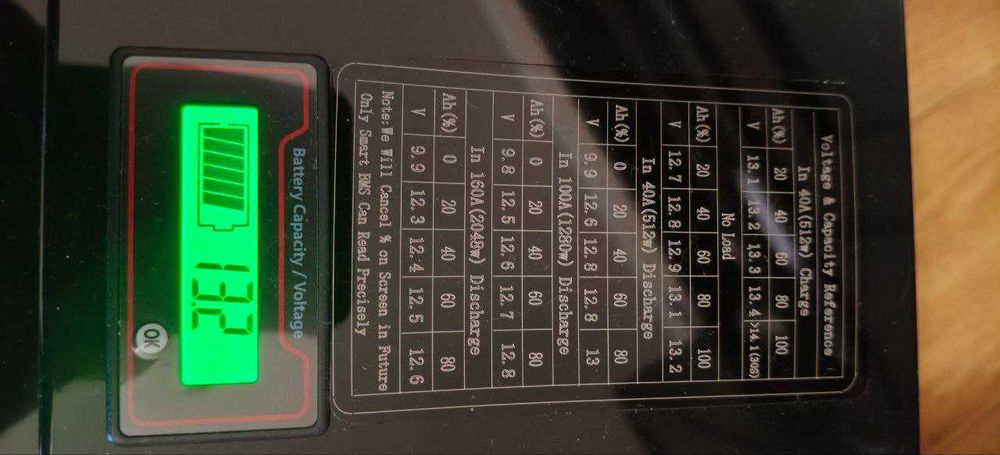 Voltage & Capacity Reference
In 40A(512w) Charge
Ah(%) 20 40 60 80 100
V 13.1 13.2 13.3 13.4 >14.1(30S)
No Load
Ah(%) 20 40 60 80 100
V 12.7 12.8 12.9 13.1 13.2
In 40A(512w) Discharge
Ah(%) 0 20 40 60 80
V 9.9 12.6 12.8 12.8 13
In 100A(1280w) Discharge
Ah(%) 0 20 40 60 80
V 9.8 12.5 12.6 12.7 12.8
In 160A(2048w) Discharge
Ah(%) 0 20 40 60 80
V 9.9 12.3 12.4 12.5 12.6
Note:We Will Cancel % on Screen in Future
Only Smart BMS Can Read Precisely
Battery Capacity / Voltage
13.2
OK